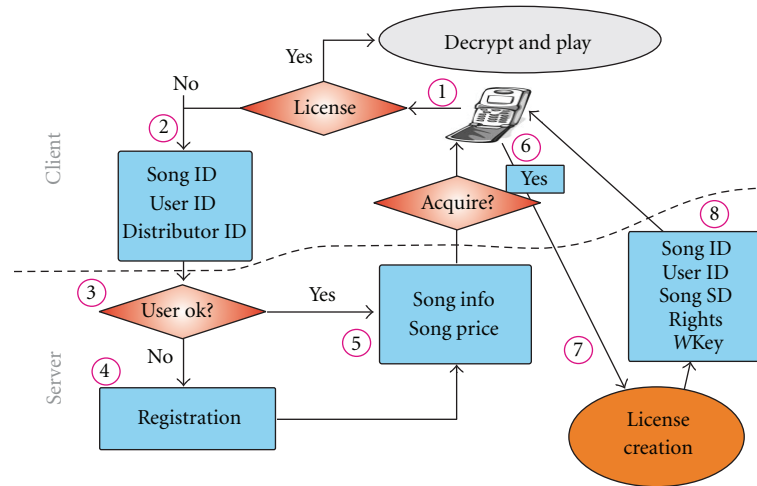 Decrypt and play
Yes
No
License
1
2
Client
Song ID
User ID
Distributor ID
6
Yes
Acquire?
8
Song ID
User ID
Song SD
Rights
WKey
3
User ok?
Yes
Song info
Song price
5
7
No
4
Server
Registration
License
creation